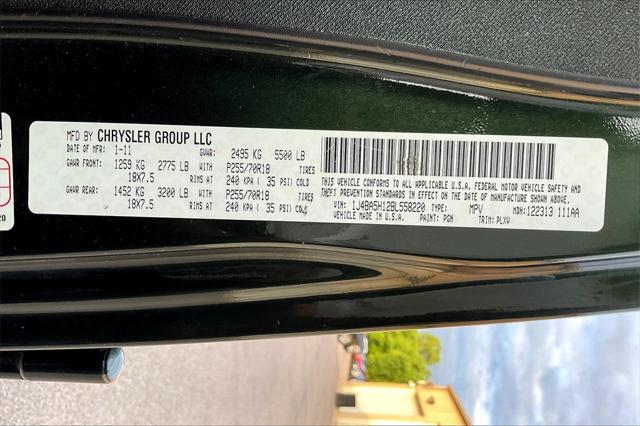 MFD BY CHRYSLER GROUP LLC
DATE OF MFR: 1-11 GVWR: 2495 KG 5500 LB
GAWR FRONT: 1259 KG 2775 LB WITH P255/70R18 TIRES
18X7.5 RIMS AT 240 KPA ( 35 PSI) COLD
GAWR REAR: 1452 KG 3200 LB WITH P255/70R18 TIRES
18X7.5 RIMS AT 240 KPA ( 35 PSI) COLD
THIS VEHICLE CONFORMS TO ALL APPLICABLE U.S.A. FEDERAL MOTOR VEHICLE SAFETY AND
THEFT PREVENTION STANDARDS IN EFFECT ON THE DATE OF MANUFACTURE SHOWN ABOVE.
VIN: 1J4BA5H12BL558220 TYPE: MPV MDH: 122313 111AA
VEHICLE MADE IN U.S.A. PAINT: PGN TRIM: PLXV
20